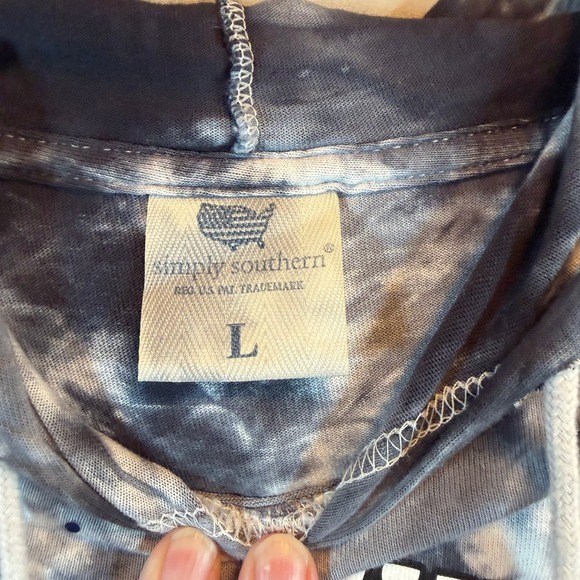 simply southern®
REG. U.S. PAT. TRADEMARK
L